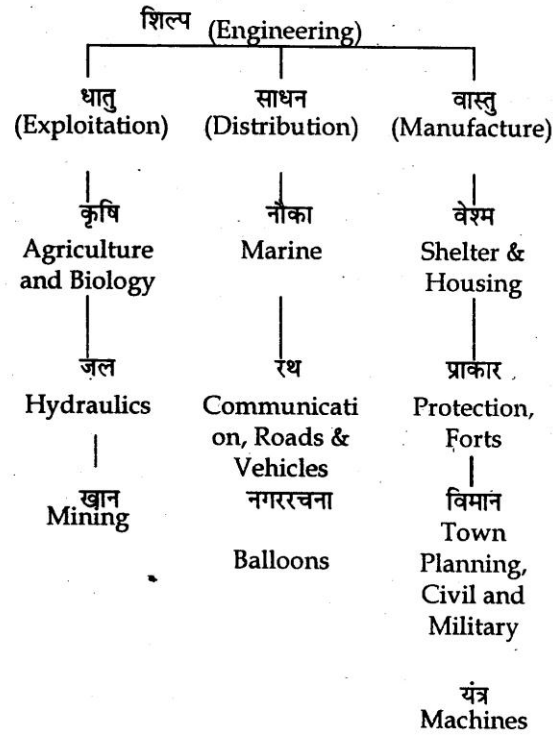 शिल्प (Engineering)
धातु
(Exploitation)
कृषि
Agriculture
and Biology
जल
Hydraulics
खान
Mining
साधन
(Distribution)
नौका
Marine
रथ
Communicati
on, Roads &
Vehicles
नगररचना
Balloons
वास्तु
(Manufacture)
वेश्म
Shelter &
Housing
प्राकार
Protection,
Forts
विमान
Town
Planning,
Civil and
Military
यंत्र
Machines